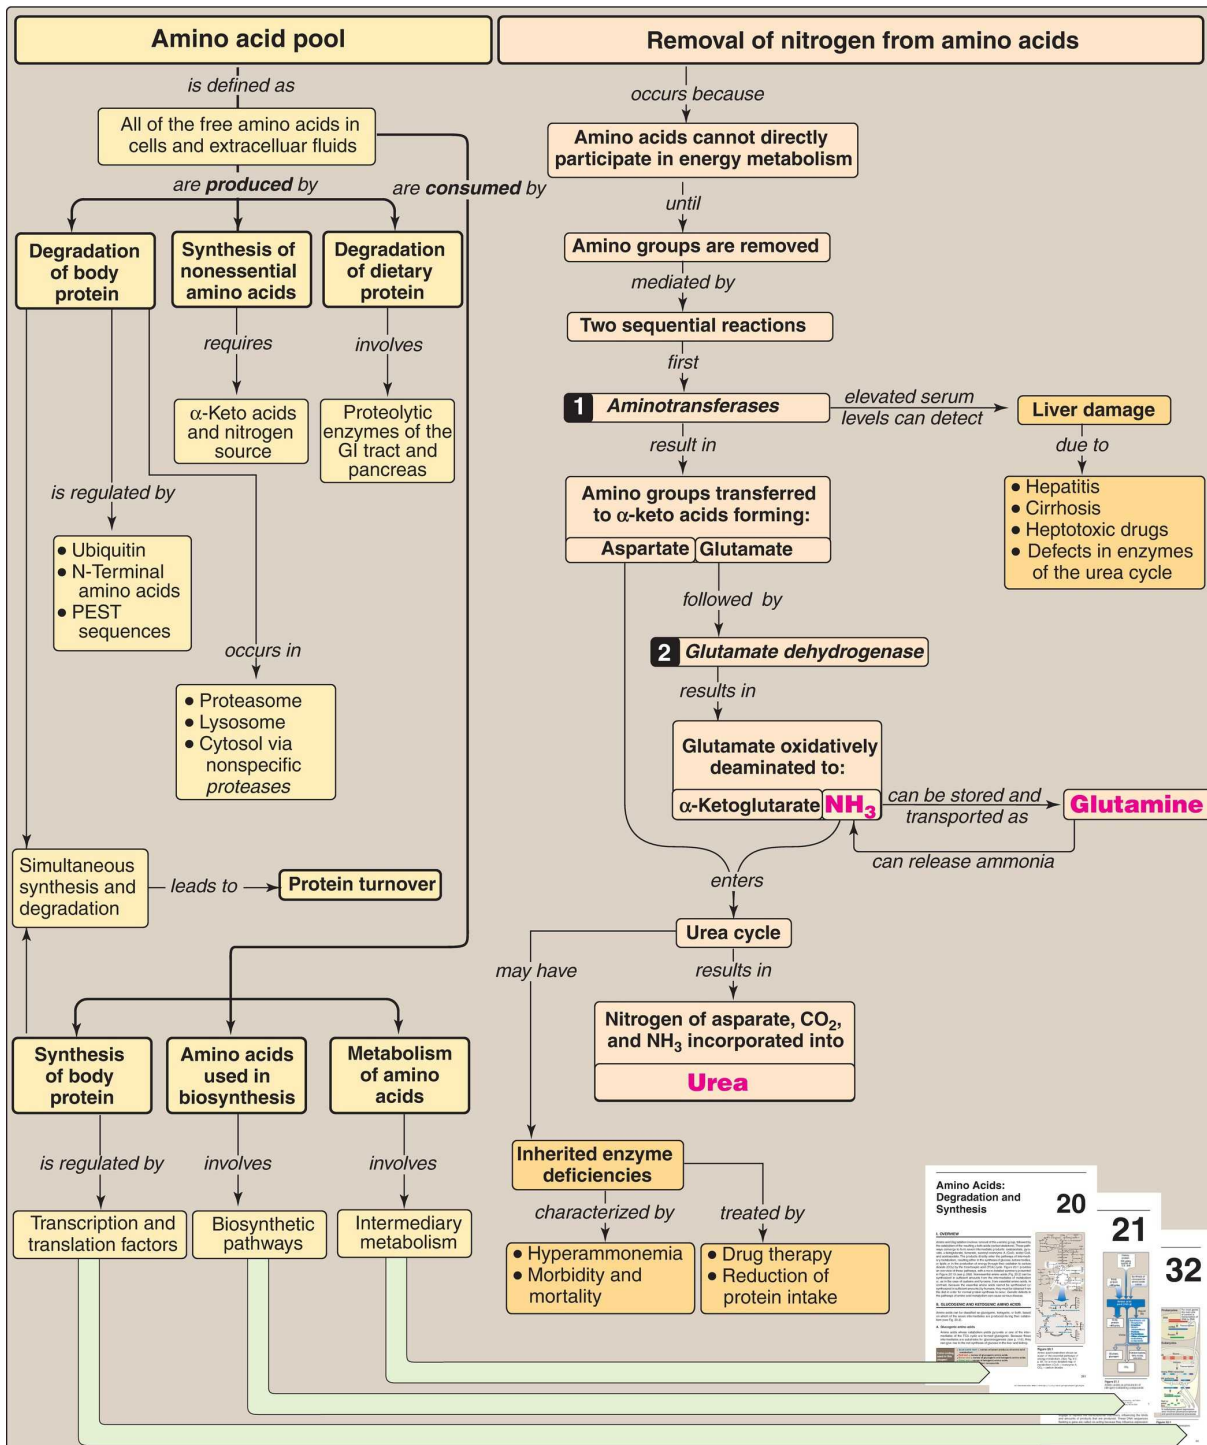 Amino acid pool
is defined as
All of the free amino acids in
cells and extracelluar fluids
are produced by
are consumed by
Degradation
of body
protein
Synthesis of
nonessential
amino acids
Degradation
of dietary
protein
requires
involves
α-Keto acids
and nitrogen
source
Proteolytic
enzymes of the
GI tract and
pancreas
is regulated by
● Ubiquitin
● N-Terminal
amino acids
● PEST
sequences
occurs in
● Proteasome
● Lysosome
● Cytosol via
nonspecific
proteases
Simultaneous
synthesis and
degradation
leads to
Protein turnover
Synthesis
of body
protein
Amino acids
used in
biosynthesis
Metabolism
of amino
acids
is regulated by
involves
involves
Transcription and
translation factors
Biosynthetic
pathways
Intermediary
metabolism
Removal of nitrogen from amino acids
occurs because
Amino acids cannot directly
participate in energy metabolism
until
Amino groups are removed
mediated by
Two sequential reactions
first
1 Aminotransferases
elevated serum
levels can detect
Liver damage
due to
● Hepatitis
● Cirrhosis
● Heptotoxic drugs
● Defects in enzymes
of the urea cycle
result in
Amino groups transferred
to α-keto acids forming:
Aspartate Glutamate
followed by
2 Glutamate dehydrogenase
results in
Glutamate oxidatively
deaminated to:
α-Ketoglutarate NH3
can be stored and
transported as
Glutamine
can release ammonia
enters
Urea cycle
may have
results in
Nitrogen of asparate, CO2,
and NH3 incorporated into
Urea
Inherited enzyme
deficiencies
characterized by
treated by
● Hyperammonemia
● Morbidity and
mortality
● Drug therapy
● Reduction of
protein intake
Amino Acids:
Degradation and
Synthesis
20
21
32
I. OVERVIEW